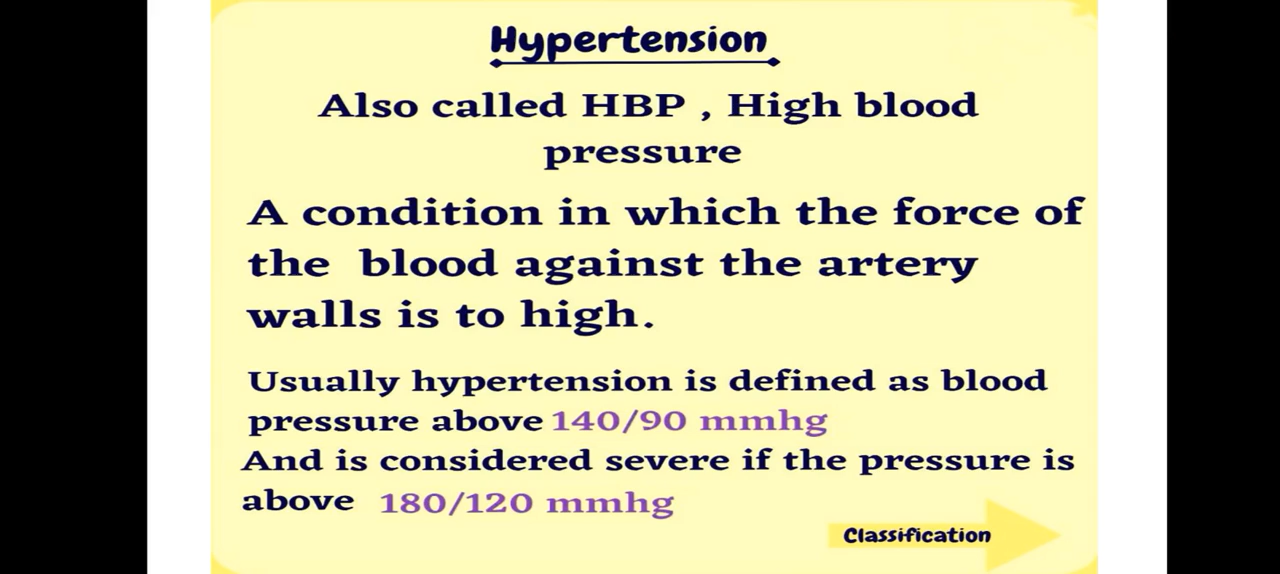 Hypertension
Also called HBP , High blood
pressure
A condition in which the force of
the blood against the artery
walls is to high.
Usually hypertension is defined as blood
pressure above 140/90 mmhg
And is considered severe if the pressure is
above 180/120 mmhg
Classification